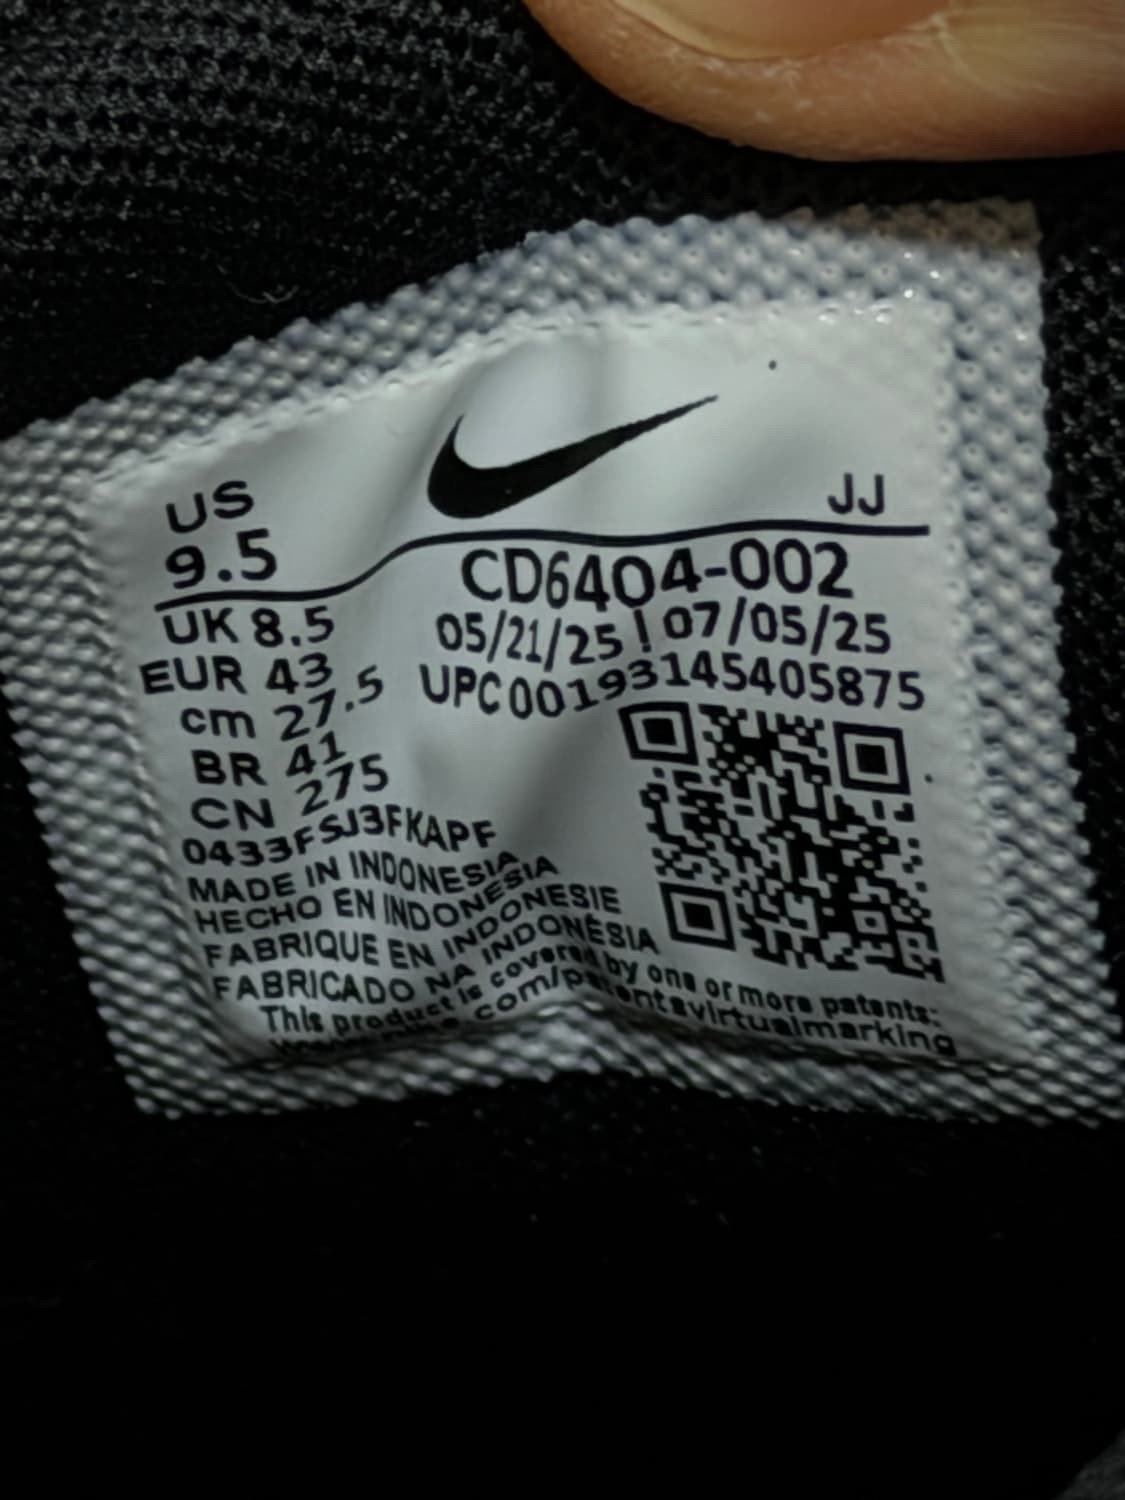 US
9.5
JJ
UK 8.5
EUR 43
cm 27.5
BR 41
CN 275
CD6404-002
05/21/25 | 07/05/25
UPC 00193145405875
0433FSJ3FKAPF
MADE IN INDONESIA
HECHO EN INDONESIA
FABRIQUE EN INDONESIE
FABRICADO NA INDONÉSIA
This product is covered by one or more patents:
.com/patentsvirtualmarking